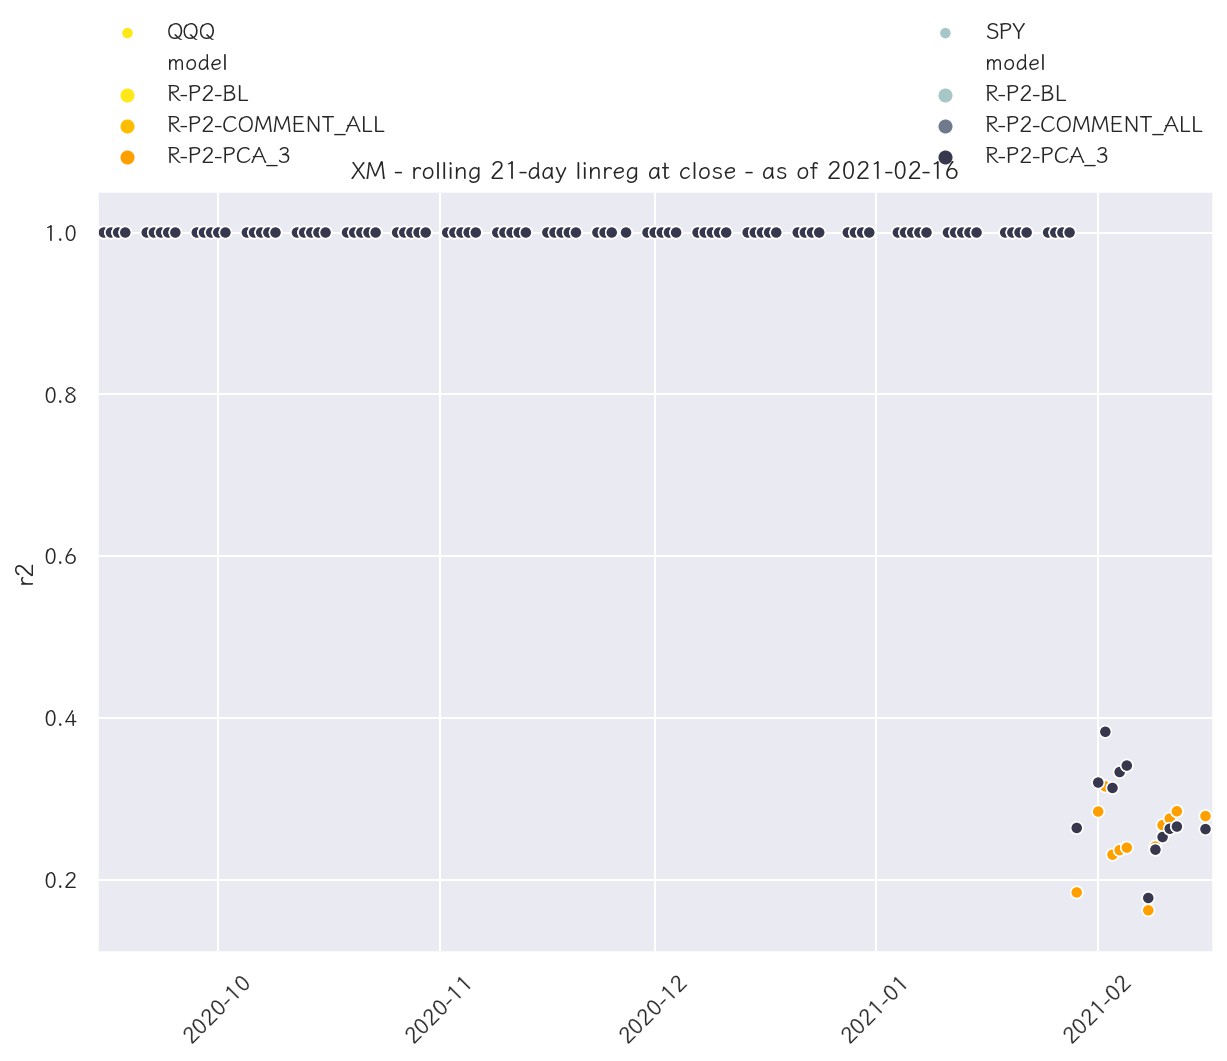 QQQ
model
R-P2-BL
R-P2-COMMENT_ALL
R-P2-PCA_3
SPY
model
R-P2-BL
R-P2-COMMENT_ALL
R-P2-PCA_3
XM - rolling 21-day linreg at close - as of 2021-02-16
1.0
0.8
0.6
0.4
0.2
r2
2020-10
2020-11
2020-12
2021-01
2021-02